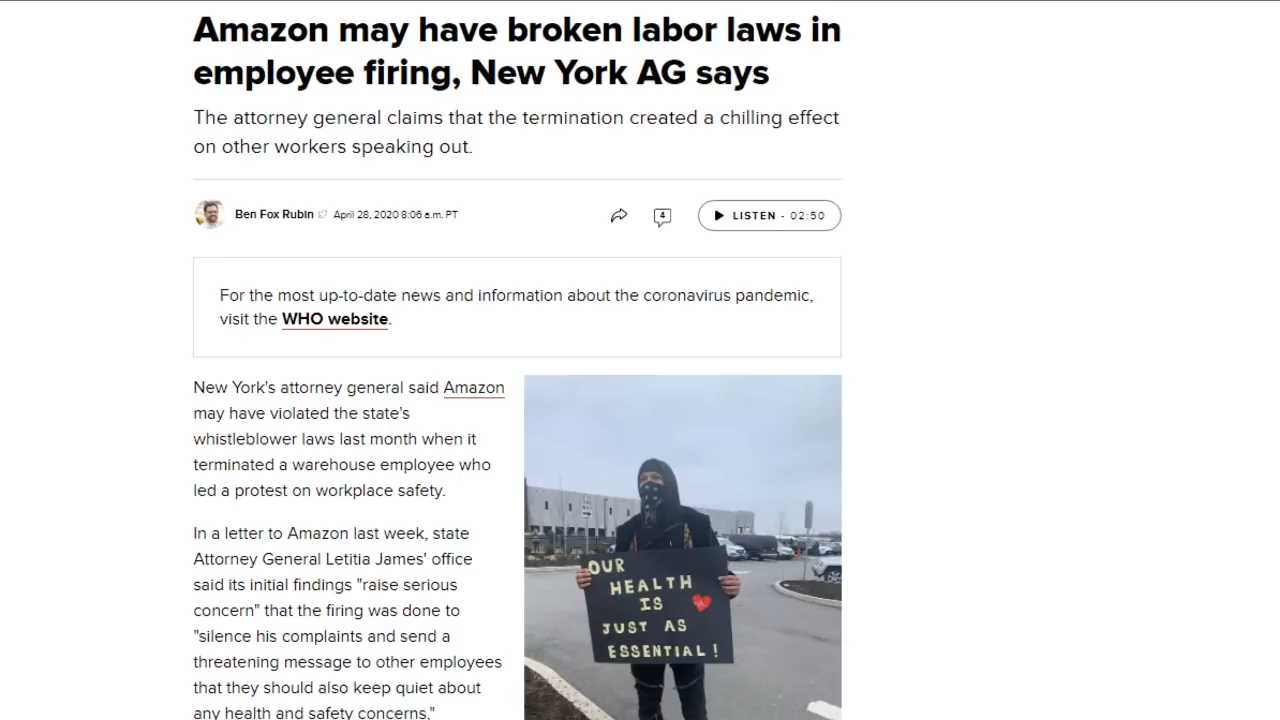 Amazon may have broken labor laws in
employee firing, New York AG says
The attorney general claims that the termination created a chilling effect
on other workers speaking out.
Ben Fox Rubin April 28, 2020 8:06 a.m. PT
4
LISTEN - 02:50
For the most up-to-date news and information about the coronavirus pandemic,
visit the WHO website.
New York's attorney general said Amazon
may have violated the state's
whistleblower laws last month when it
terminated a warehouse employee who
led a protest on workplace safety.
In a letter to Amazon last week, state
Attorney General Letitia James' office
said its initial findings "raise serious
concern" that the firing was done to
"silence his complaints and send a
threatening message to other employees
that they should also keep quiet about
any health and safety concerns,"
OUR
HEALTH
IS
JUST AS
ESSENTIAL!